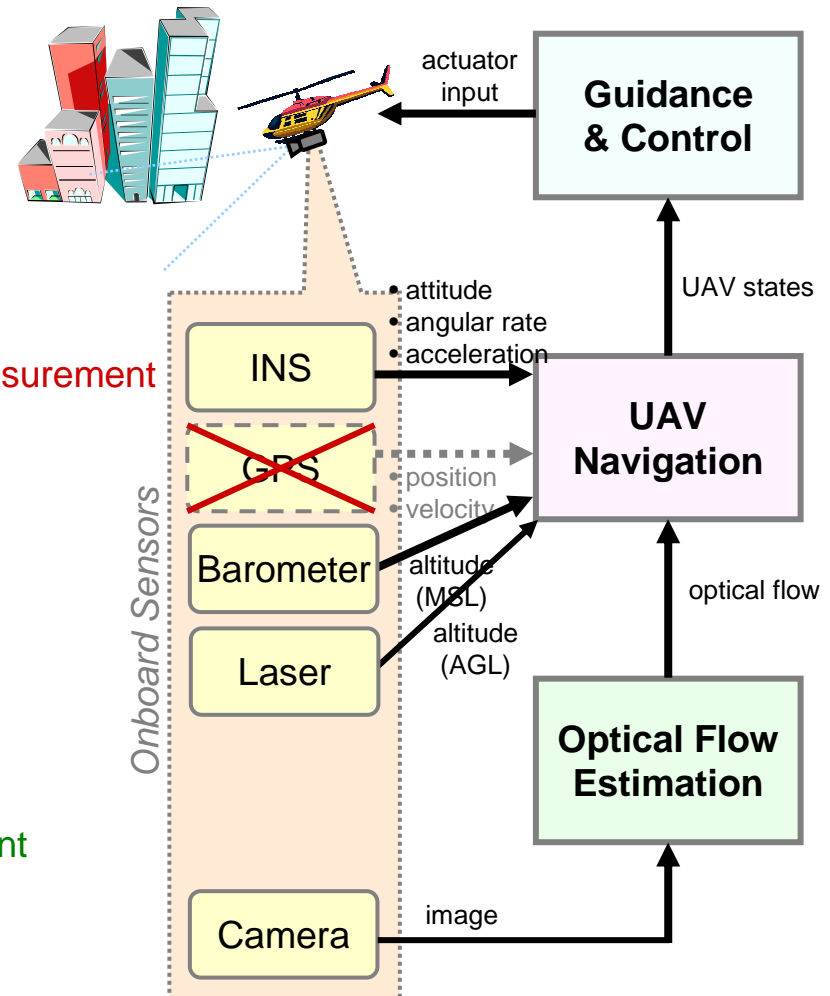 actuator
input
Guidance
& Control
UAV states
• attitude
• angular rate
• acceleration
surement
INS
UAV
Navigation
GPS
• position
• velocity
Onboard Sensors
Barometer
altitude
(MSL)
optical flow
altitude
(AGL)
Laser
Optical Flow
Estimation
nt
image
Camera